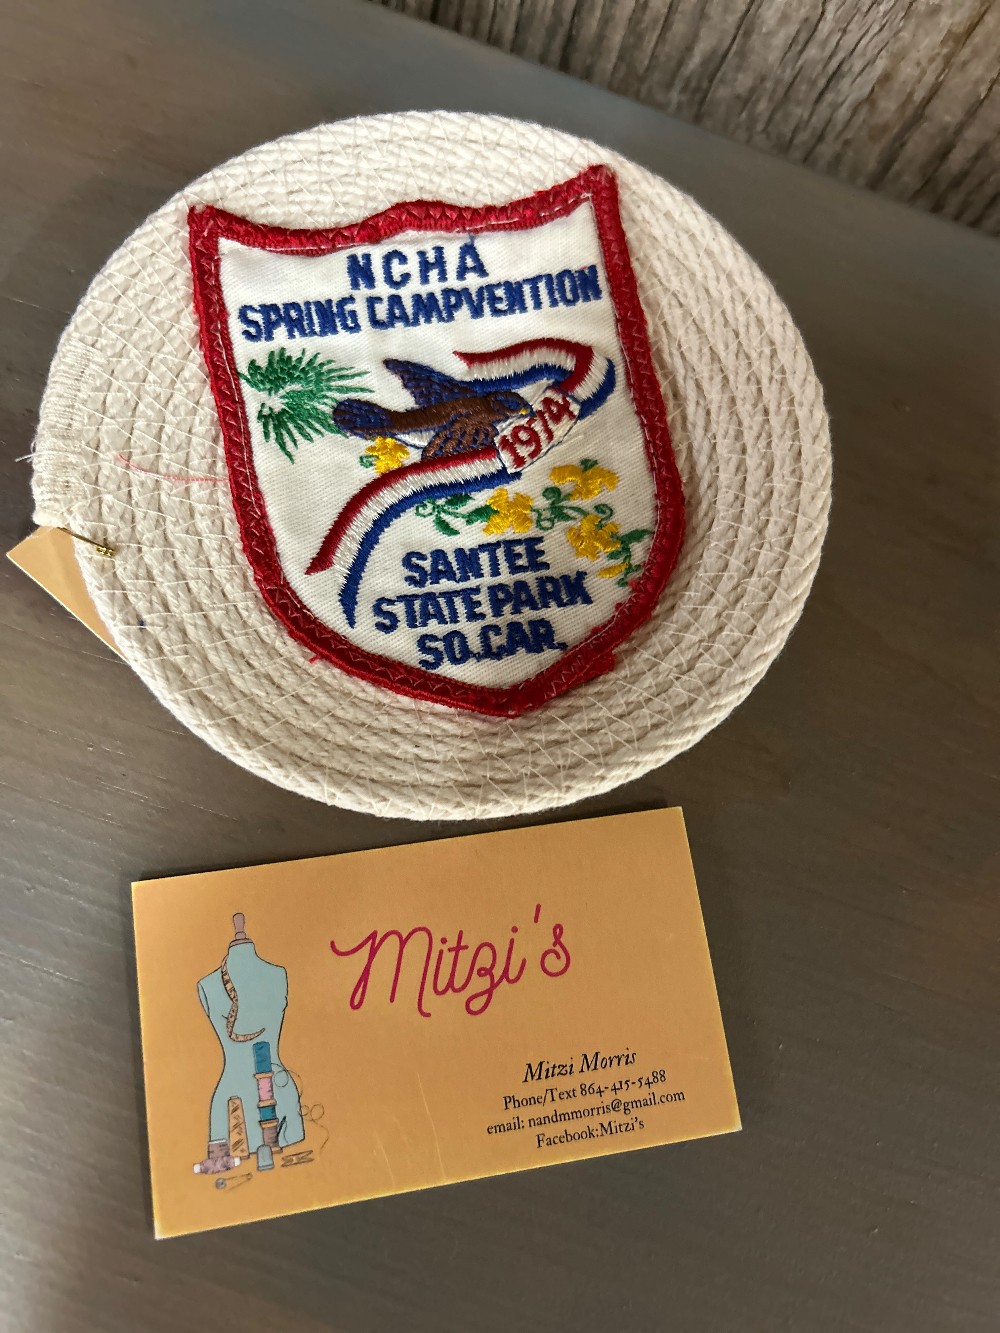 NCHA
SPRING CAMPVENTION
1974
SANTEE
STATE PARK
SO. CAR.
Mitzi's
Mitzi Morris
Phone/Text 864-415-5488
email: nandmmorris@gmail.com
Facebook:Mitzi's